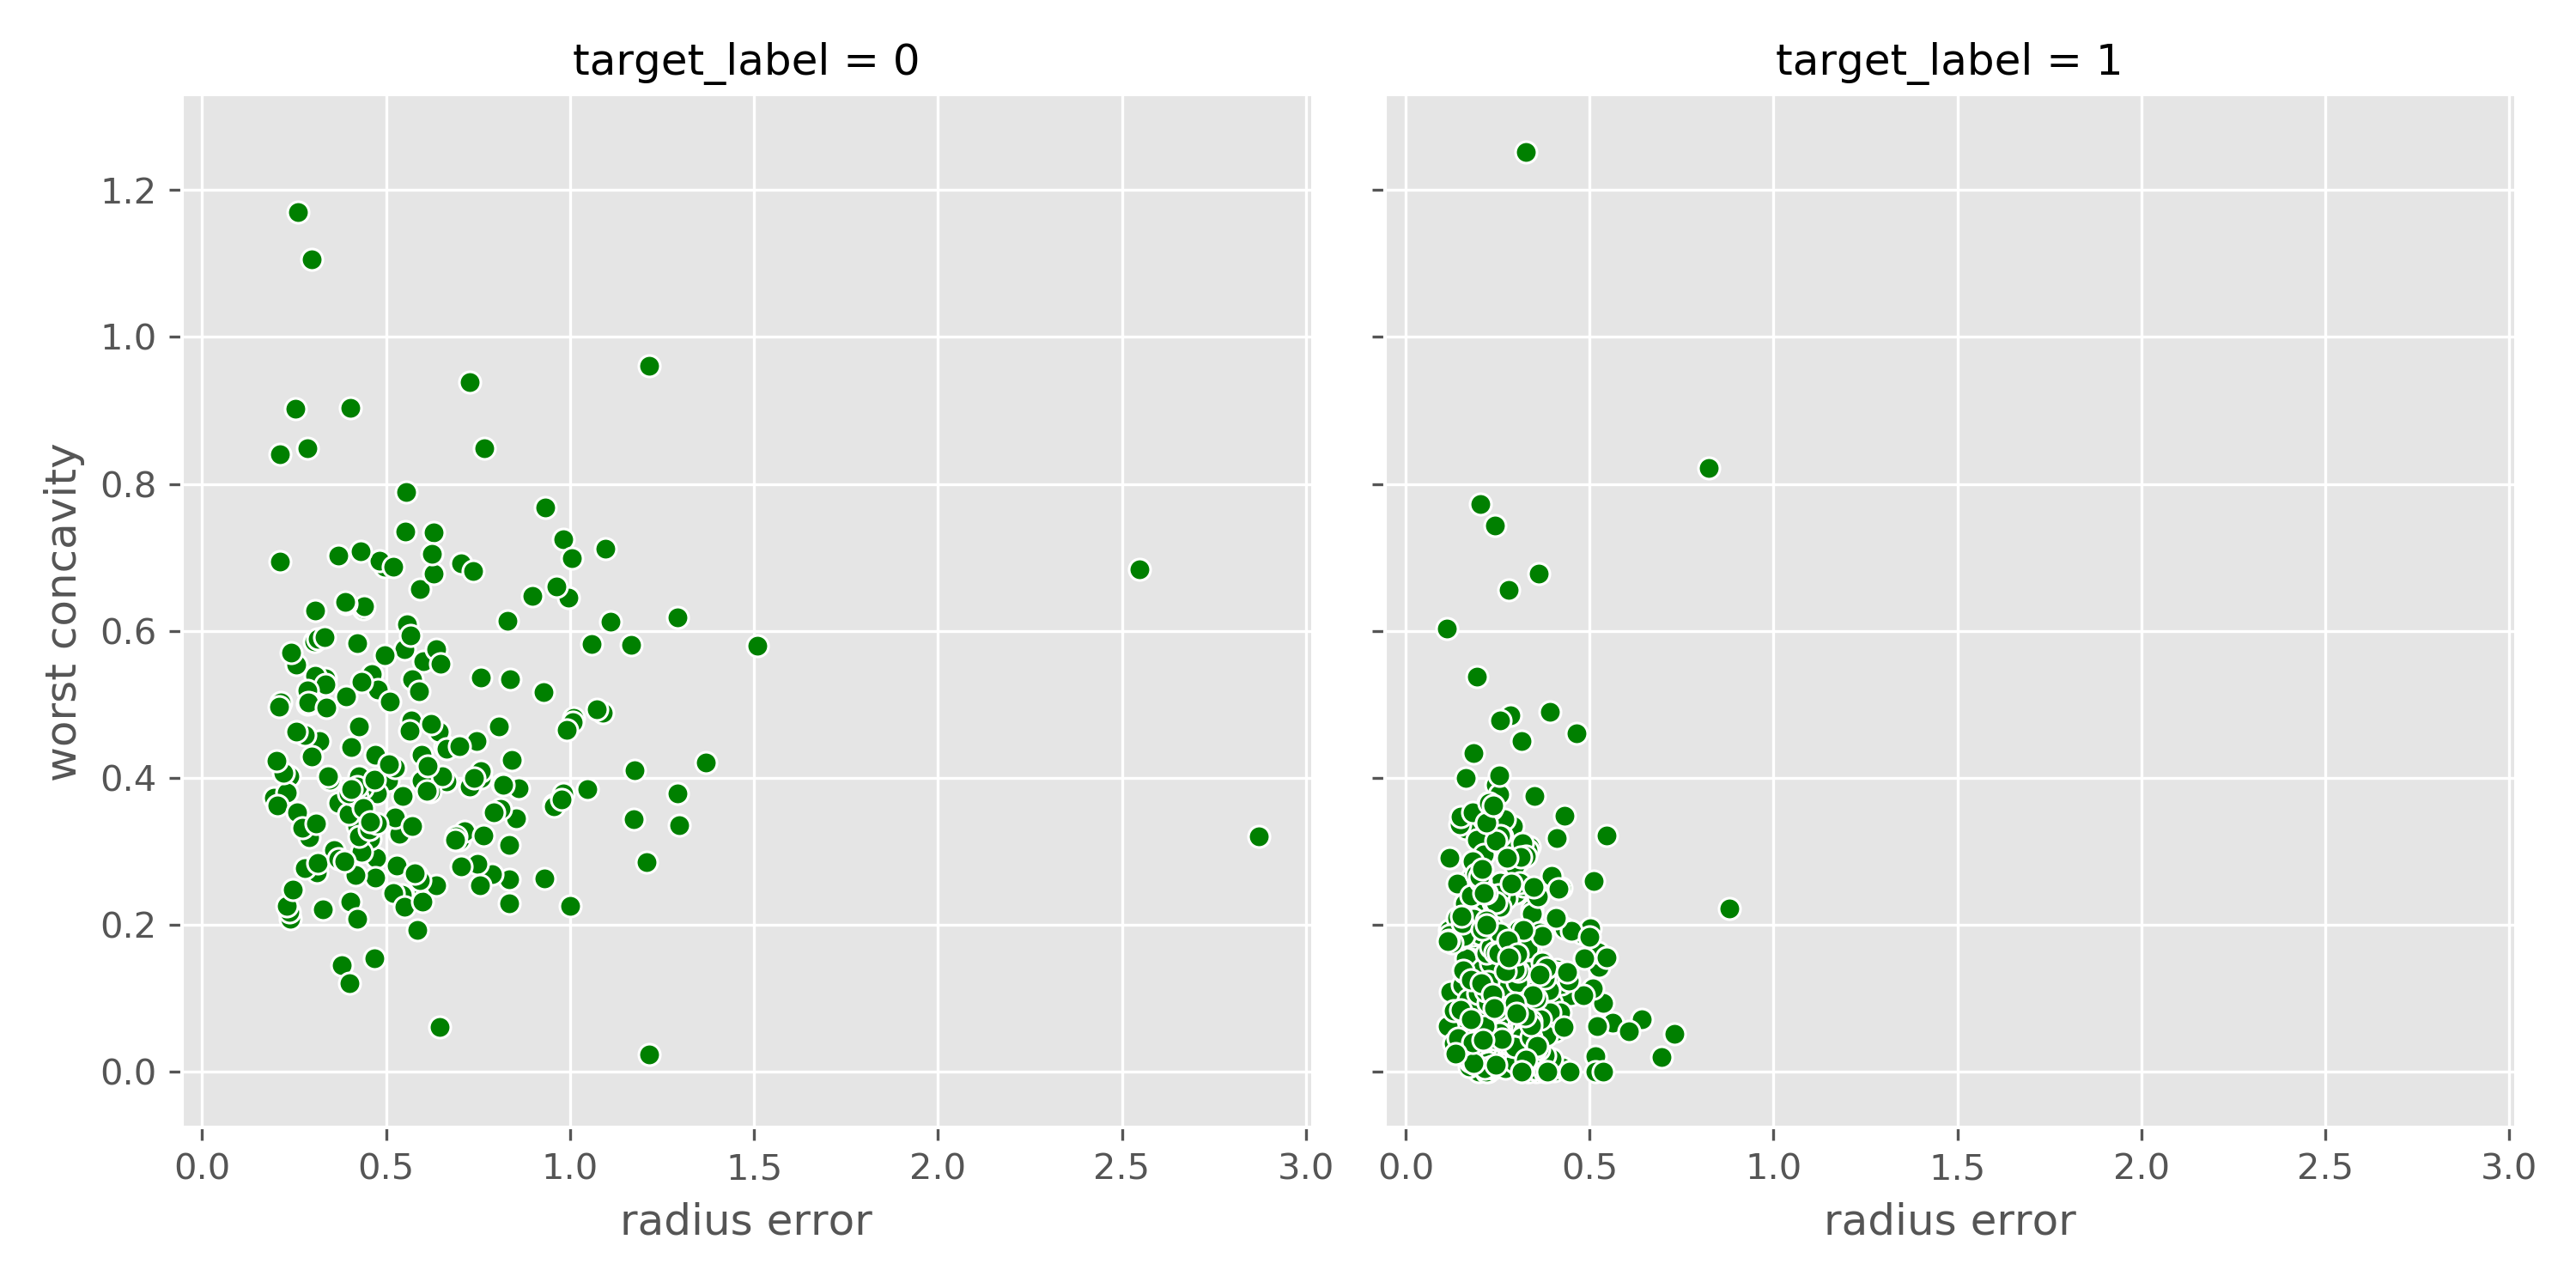 target_label = 0
target_label = 1
worst concavity
1.2
1.0
0.8
0.6
0.4
0.2
0.0
0.0 0.5 1.0 1.5 2.0 2.5 3.0
0.0 0.5 1.0 1.5 2.0 2.5 3.0
radius error
radius error